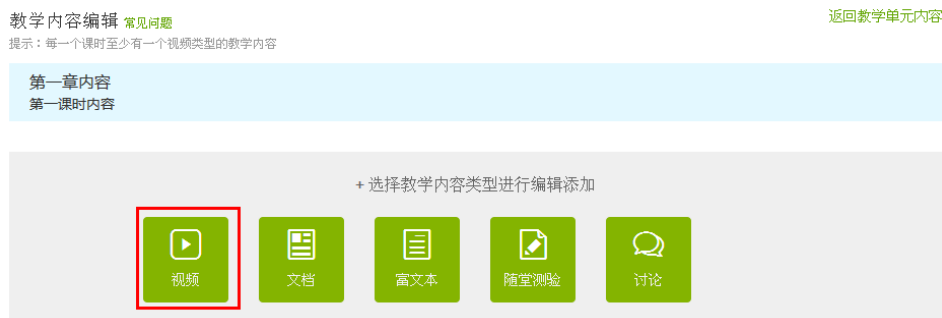 教学内容编辑 常见问题
返回教学单元内容
提示：每一个课时至少有一个视频类型的教学内容
第一章内容
第一课时内容
+ 选择教学内容类型进行编辑添加
视频 文档 富文本 随堂测验 讨论